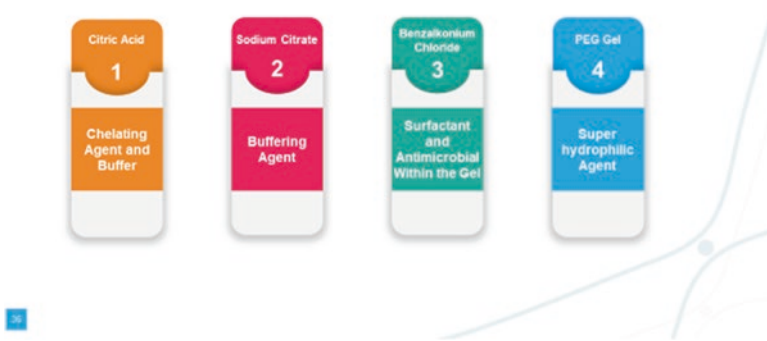 Citric Acid
1
Chelating
Agent and
Buffer
Sodium Citrate
2
Buffering
Agent
Benzalkonium
Chloride
3
Surfactant
and
Antimicrobial
Within the Gel
PEG Gel
4
Super
hydrophilic
Agent
36